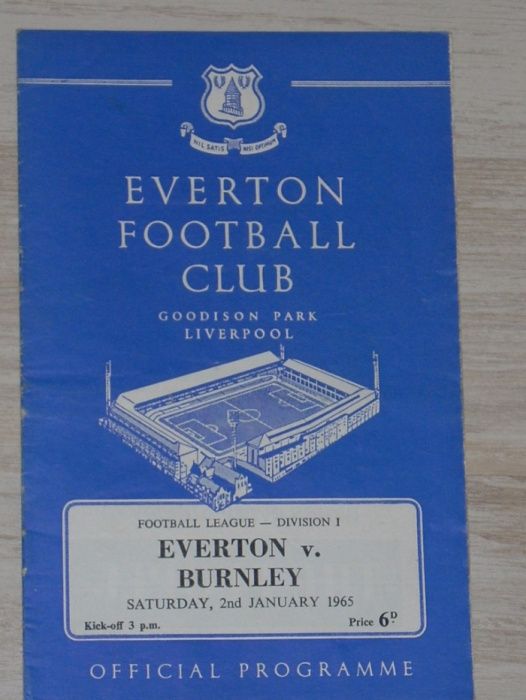 NIL SATIS NISI OPTIMUM
EVERTON
FOOTBALL
CLUB
GOODISON PARK
LIVERPOOL
FOOTBALL LEAGUE — DIVISION I
EVERTON v.
BURNLEY
SATURDAY, 2nd JANUARY 1965
Kick-off 3 p.m. Price 6D.
OFFICIAL PROGRAMME